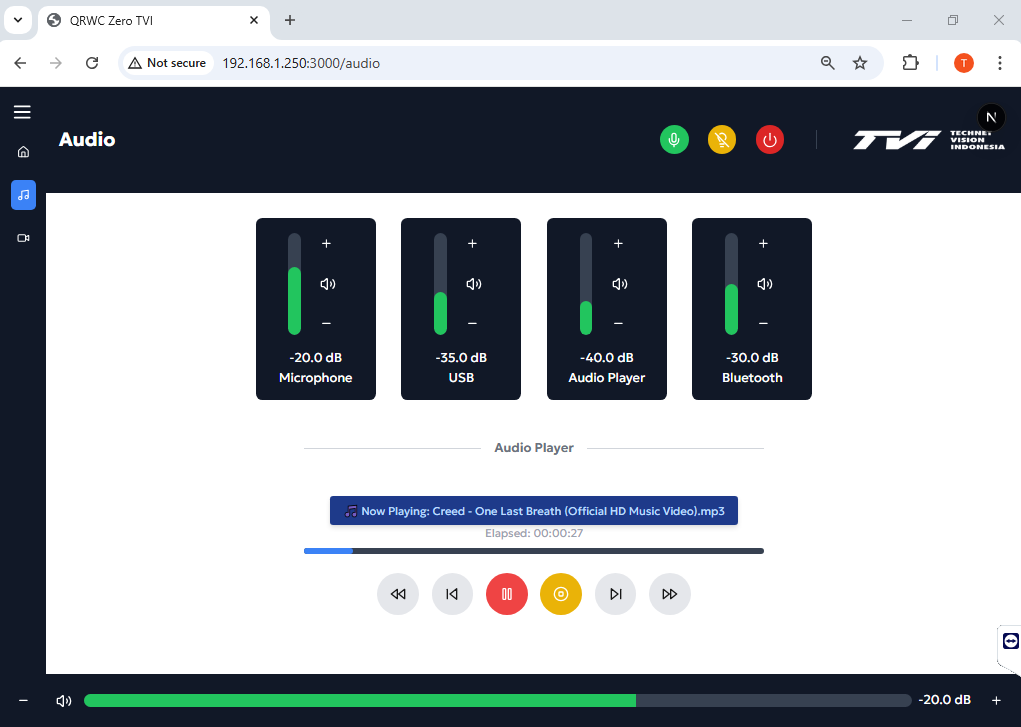 QRWC Zero TVI
Not secure
192.168.1.250:3000/audio
T
N
Audio
TVI
TECHNE
VISION
INDONESIA
-20.0 dB
Microphone
-35.0 dB
USB
-40.0 dB
Audio Player
-30.0 dB
Bluetooth
Audio Player
Now Playing: Creed - One Last Breath (Official HD Music Video).mp3
Elapsed: 00:00:27
-20.0 dB